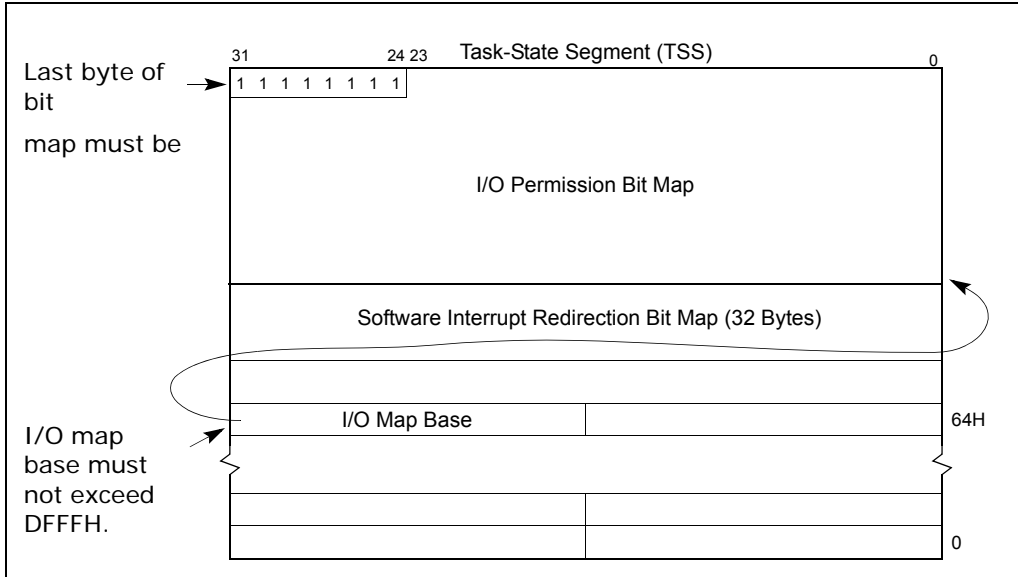 Task-State Segment (TSS)
31 24 23 0
Last byte of
bit
map must be
1 1 1 1 1 1 1 1
I/O Permission Bit Map
Software Interrupt Redirection Bit Map (32 Bytes)
I/O Map Base
64H
I/O map
base must
not exceed
DFFFH.
0